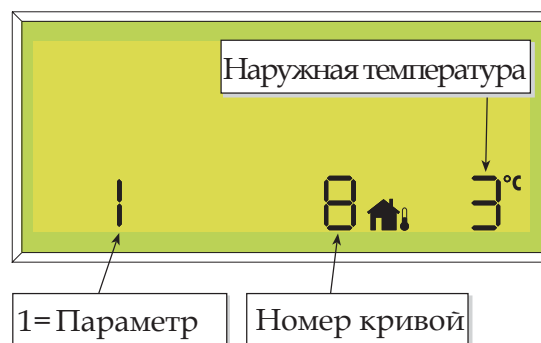 Наружная температура
1 8 3 °C
1= Параметр
Номер кривой